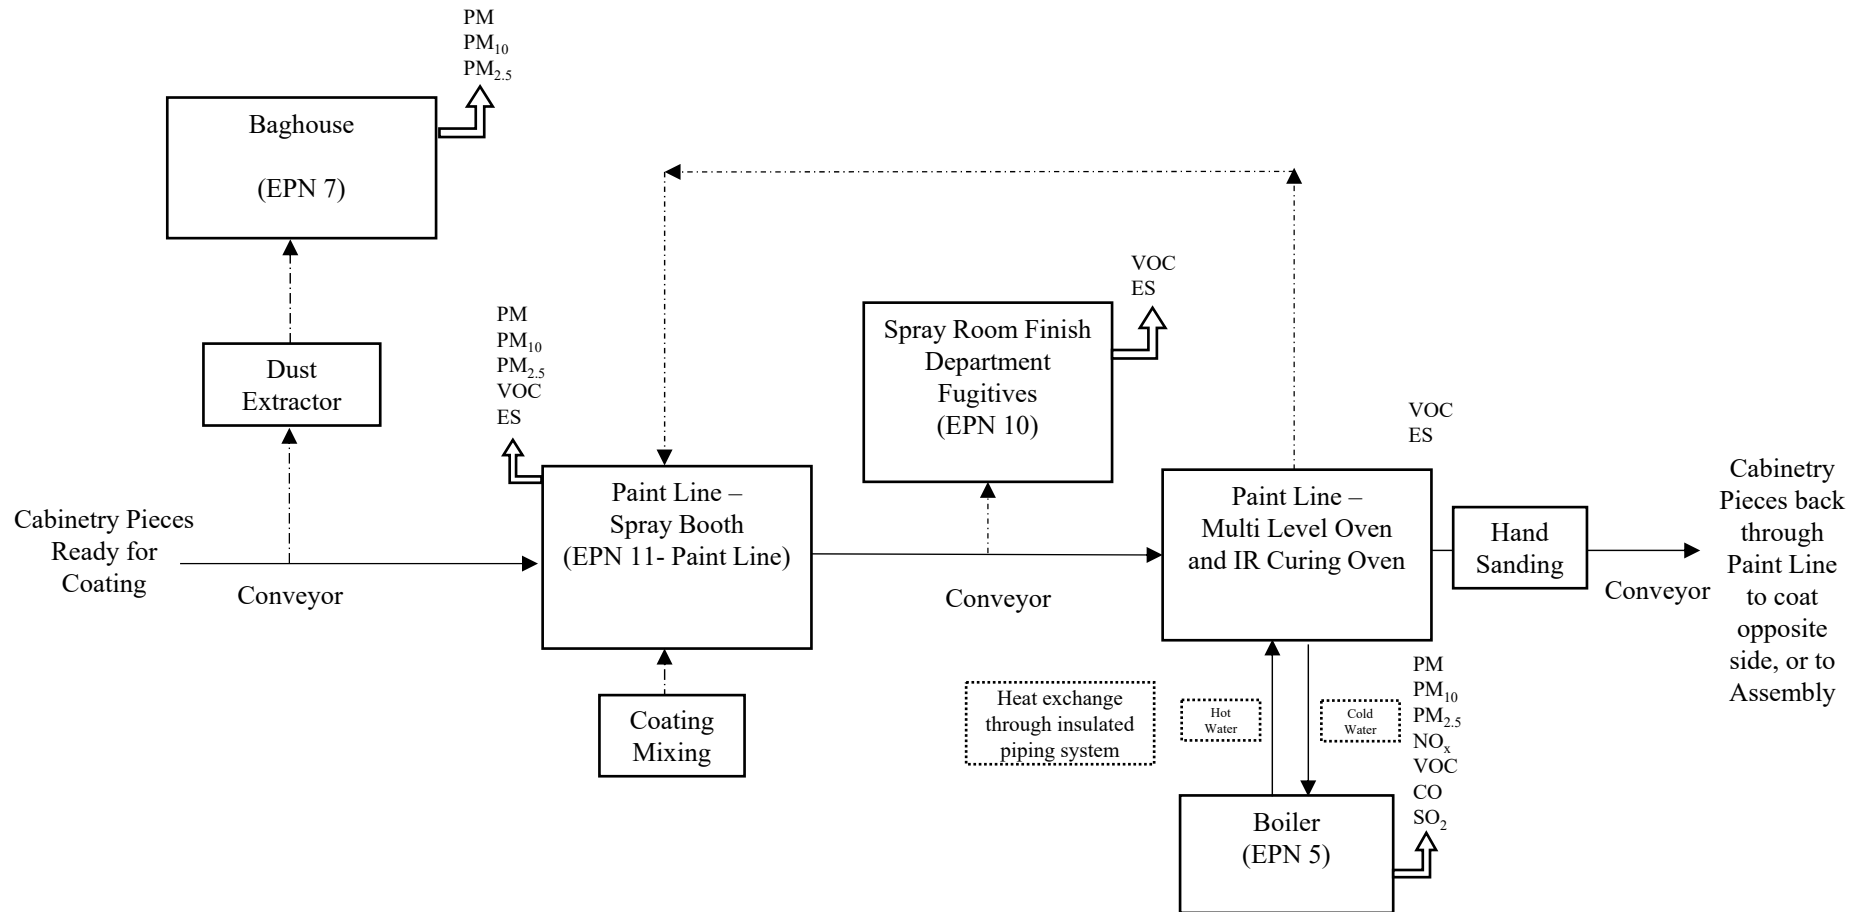 PM
PM10
PM2.5
Baghouse
(EPN 7)
Dust
Extractor
PM
PM10
PM2.5
VOC
ES
VOC
ES
Spray Room Finish
Department
Fugitives
(EPN 10)
VOC
ES
Cabinetry Pieces
Ready for
Coating
Conveyor
Paint Line –
Spray Booth
(EPN 11- Paint Line)
Conveyor
Paint Line –
Multi Level Oven
and IR Curing Oven
Hand
Sanding
Conveyor
Cabinetry
Pieces back
through
Paint Line
to coat
opposite
side, or to
Assembly
Coating
Mixing
Heat exchange
through insulated
piping system
Hot
Water
Cold
Water
PM
PM10
PM2.5
NOx
VOC
CO
SO2
Boiler
(EPN 5)